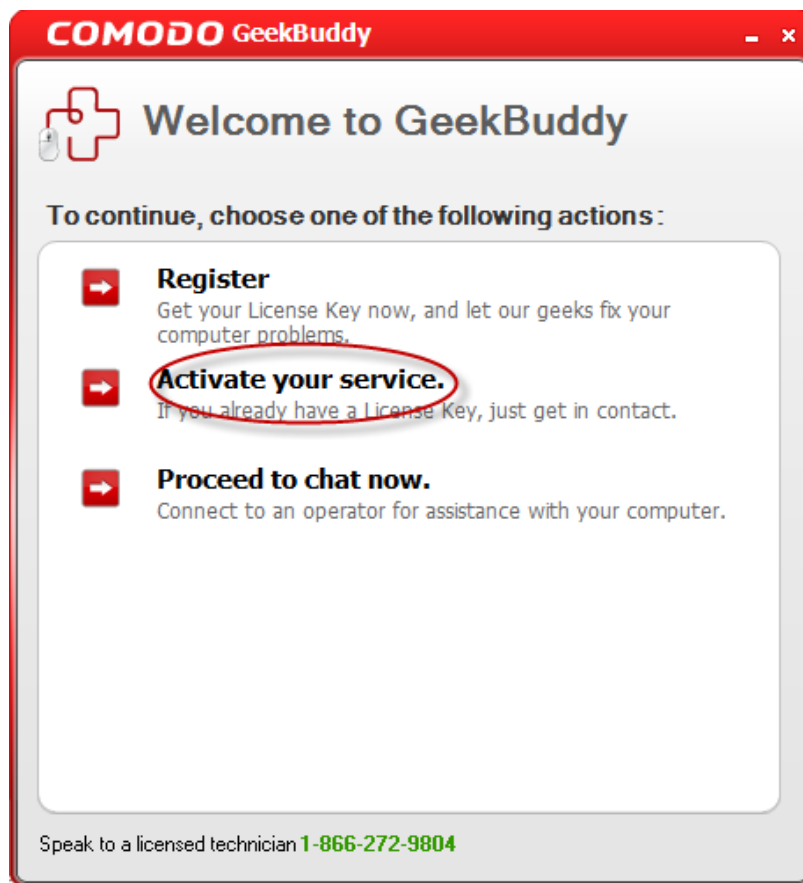 COMODO GeekBuddy
Welcome to GeekBuddy
To continue, choose one of the following actions:
Register
Get your License Key now, and let our geeks fix your
computer problems.
Activate your service.
If you already have a License Key, just get in contact.
Proceed to chat now.
Connect to an operator for assistance with your computer.
Speak to a licensed technician 1-866-272-9804